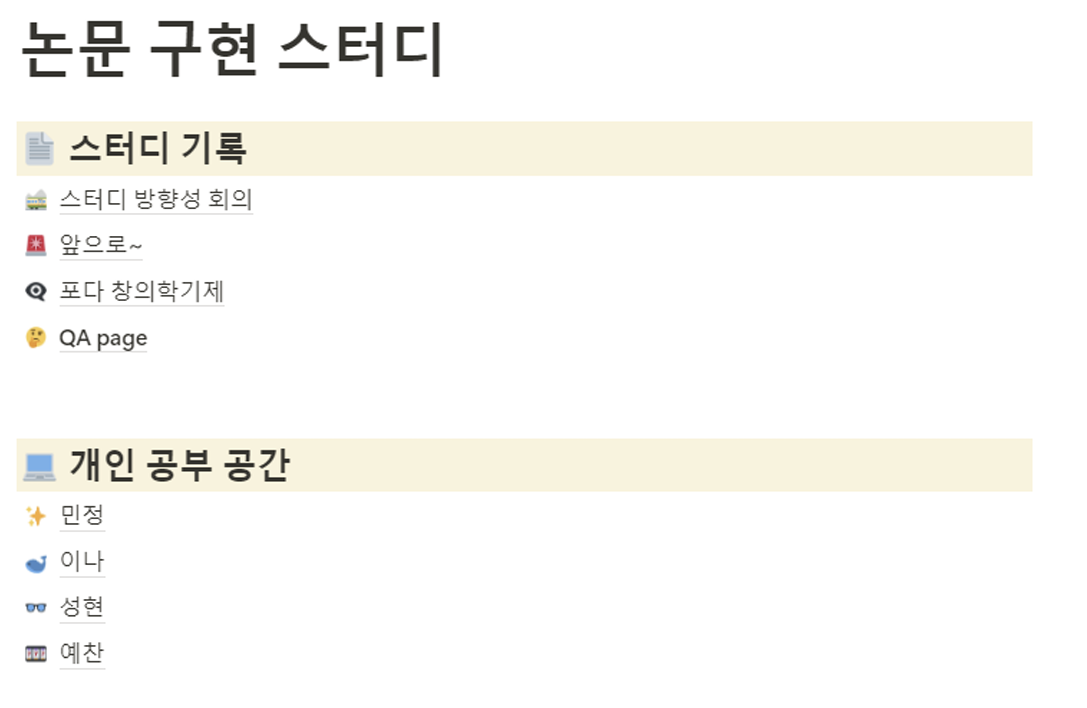 논문 구현 스터디
스터디 기록
스터디 방향성 회의
앞으로~
포다 창의학기제
QA page
개인 공부 공간
민정
이나
성현
예찬